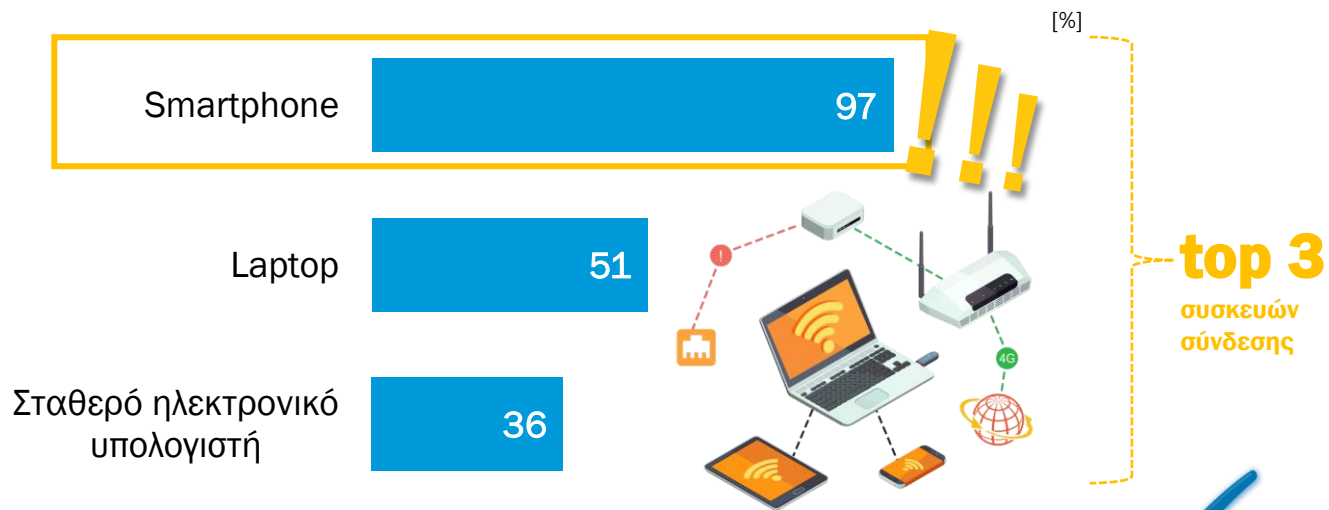 [%]
Smartphone
97
Laptop
51
Σταθερό ηλεκτρονικό
υπολογιστή
36
!!!
!
4G
top 3
συσκευών
σύνδεσης